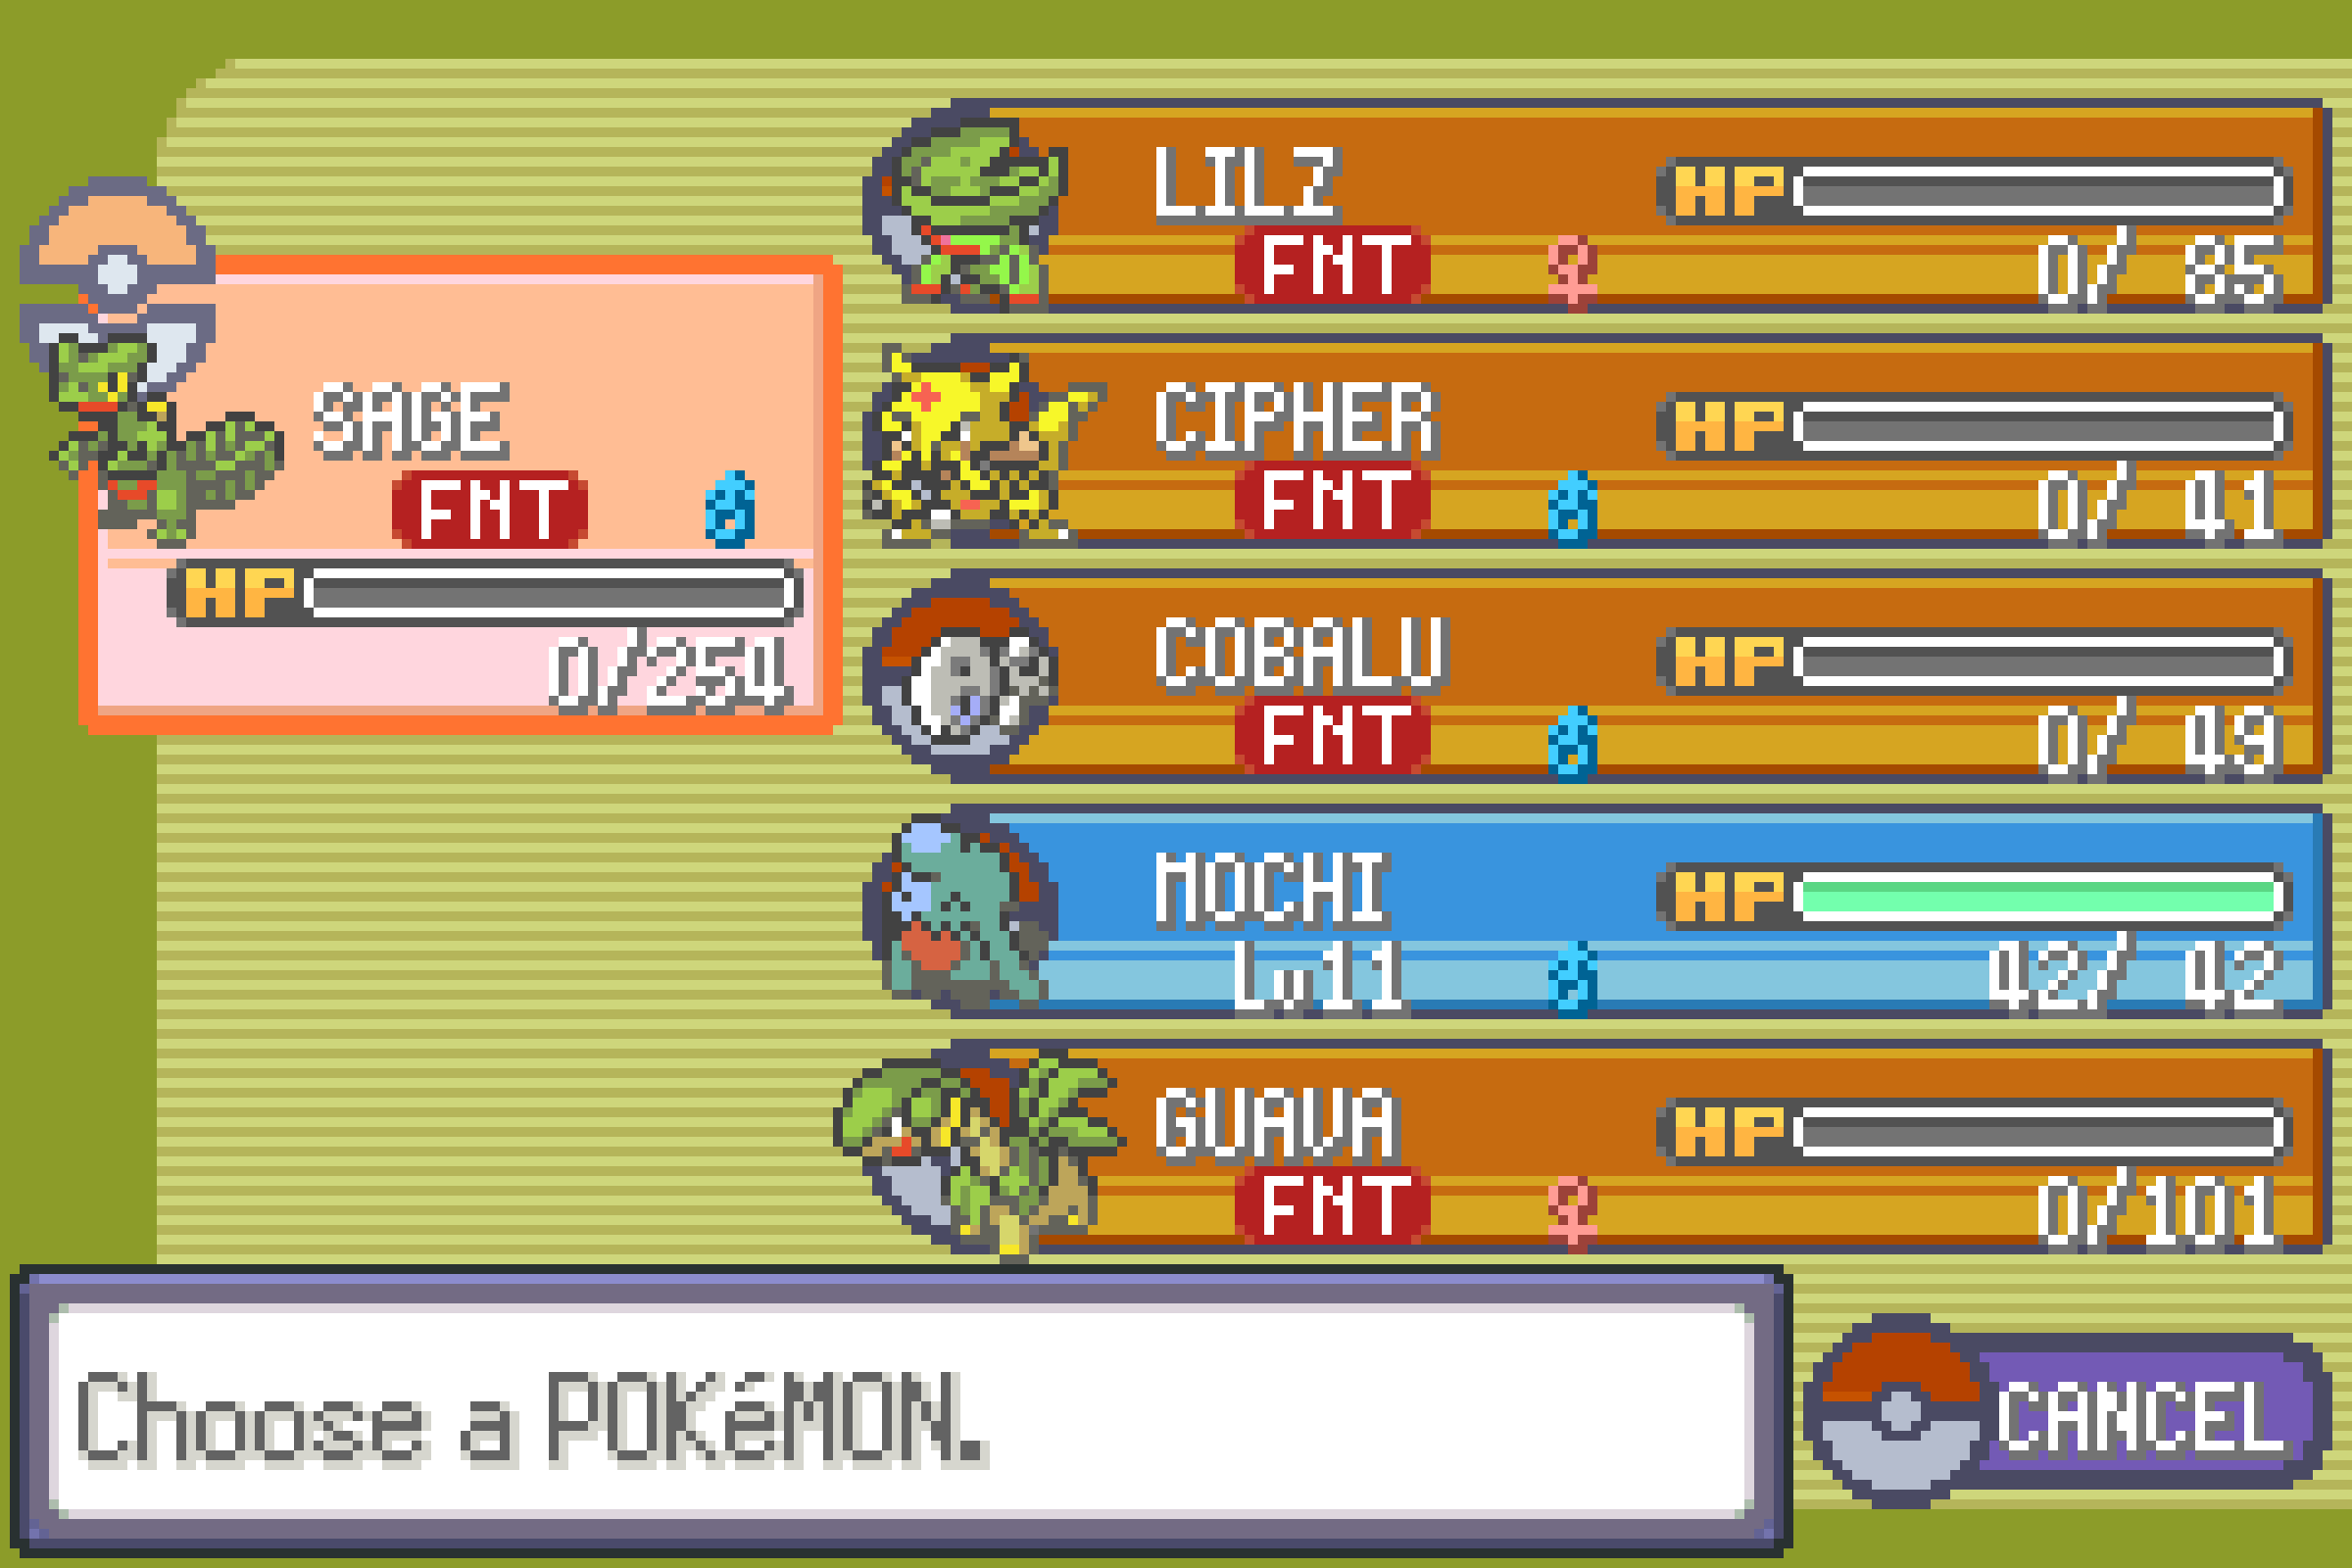 SAGE
FNT ♂
HP
0/254
LILZ
HP
FNT ♀
0/ 85
CIPHER
HP
FNT ♂
0/ 41
COBALU
HP
FNT ♂
0/ 49
MOCHI
HP
Lv11 ♂
42/ 42
GUAVA
HP
FNT ♀
0/101
Choose a POKéMON.
CANCEL